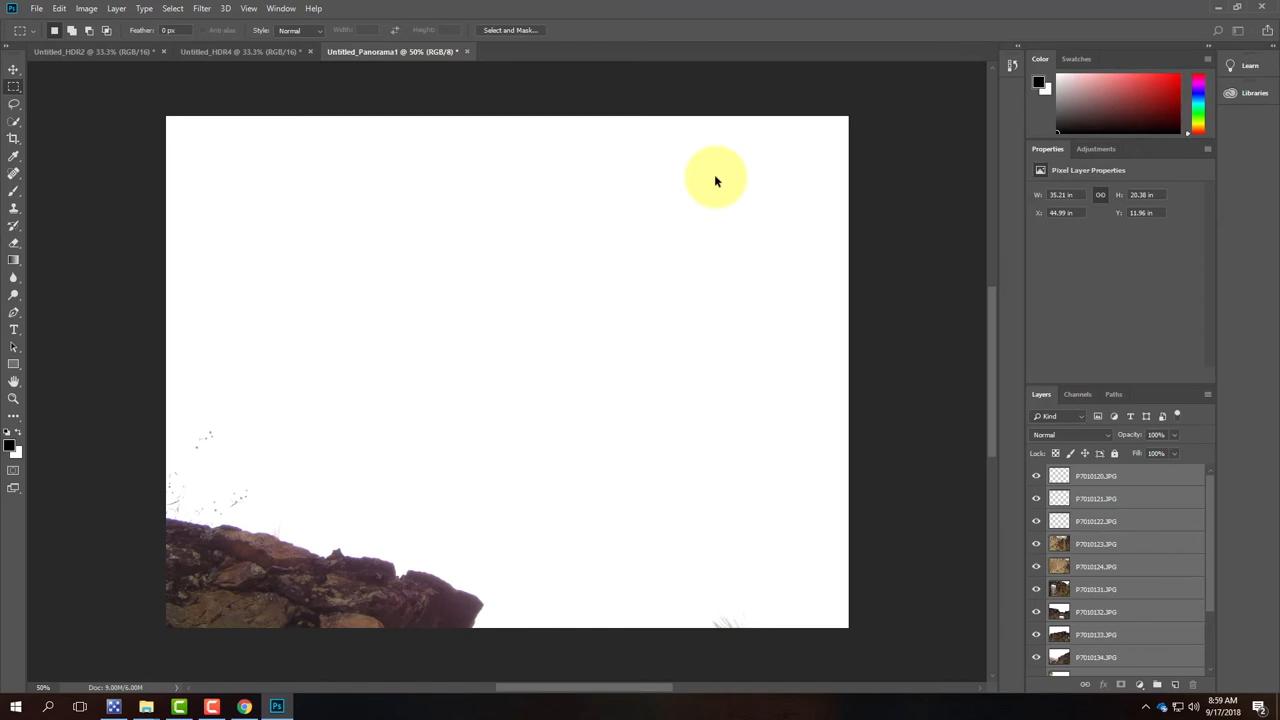 Ps File Edit Image Layer Type Select Filter 3D View Window Help
Feather: 0 px Anti-alias Style: Normal Width: Height: Select and Mask...
Untitled_HDR2 @ 33.3% (RGB/16) * × Untitled_HDR4 @ 33.3% (RGB/16) * × Untitled_Panorama1 @ 50% (RGB/8) * ×
Color Swatches
Learn
Libraries
Properties Adjustments
Pixel Layer Properties
W: 35.21 in H: 20.38 in
X: 44.99 in Y: 11.96 in
Layers Channels Paths
Kind
Normal Opacity: 100%
Lock: Fill: 100%
P7010120.JPG
P7010121.JPG
P7010122.JPG
P7010123.JPG
P7010124.JPG
P7010131.JPG
P7010132.JPG
P7010133.JPG
P7010134.JPG
50% Doc: 9.00M/6.00M
8:59 AM
9/17/2018